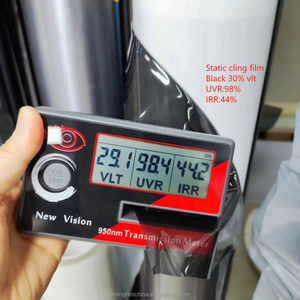 Static cling film
Black 30% vlt
UVR:98%
IRR:44%
29.1 98.4 44.2
VLT UVR IRR
New Vision
950nm Transmission Meter